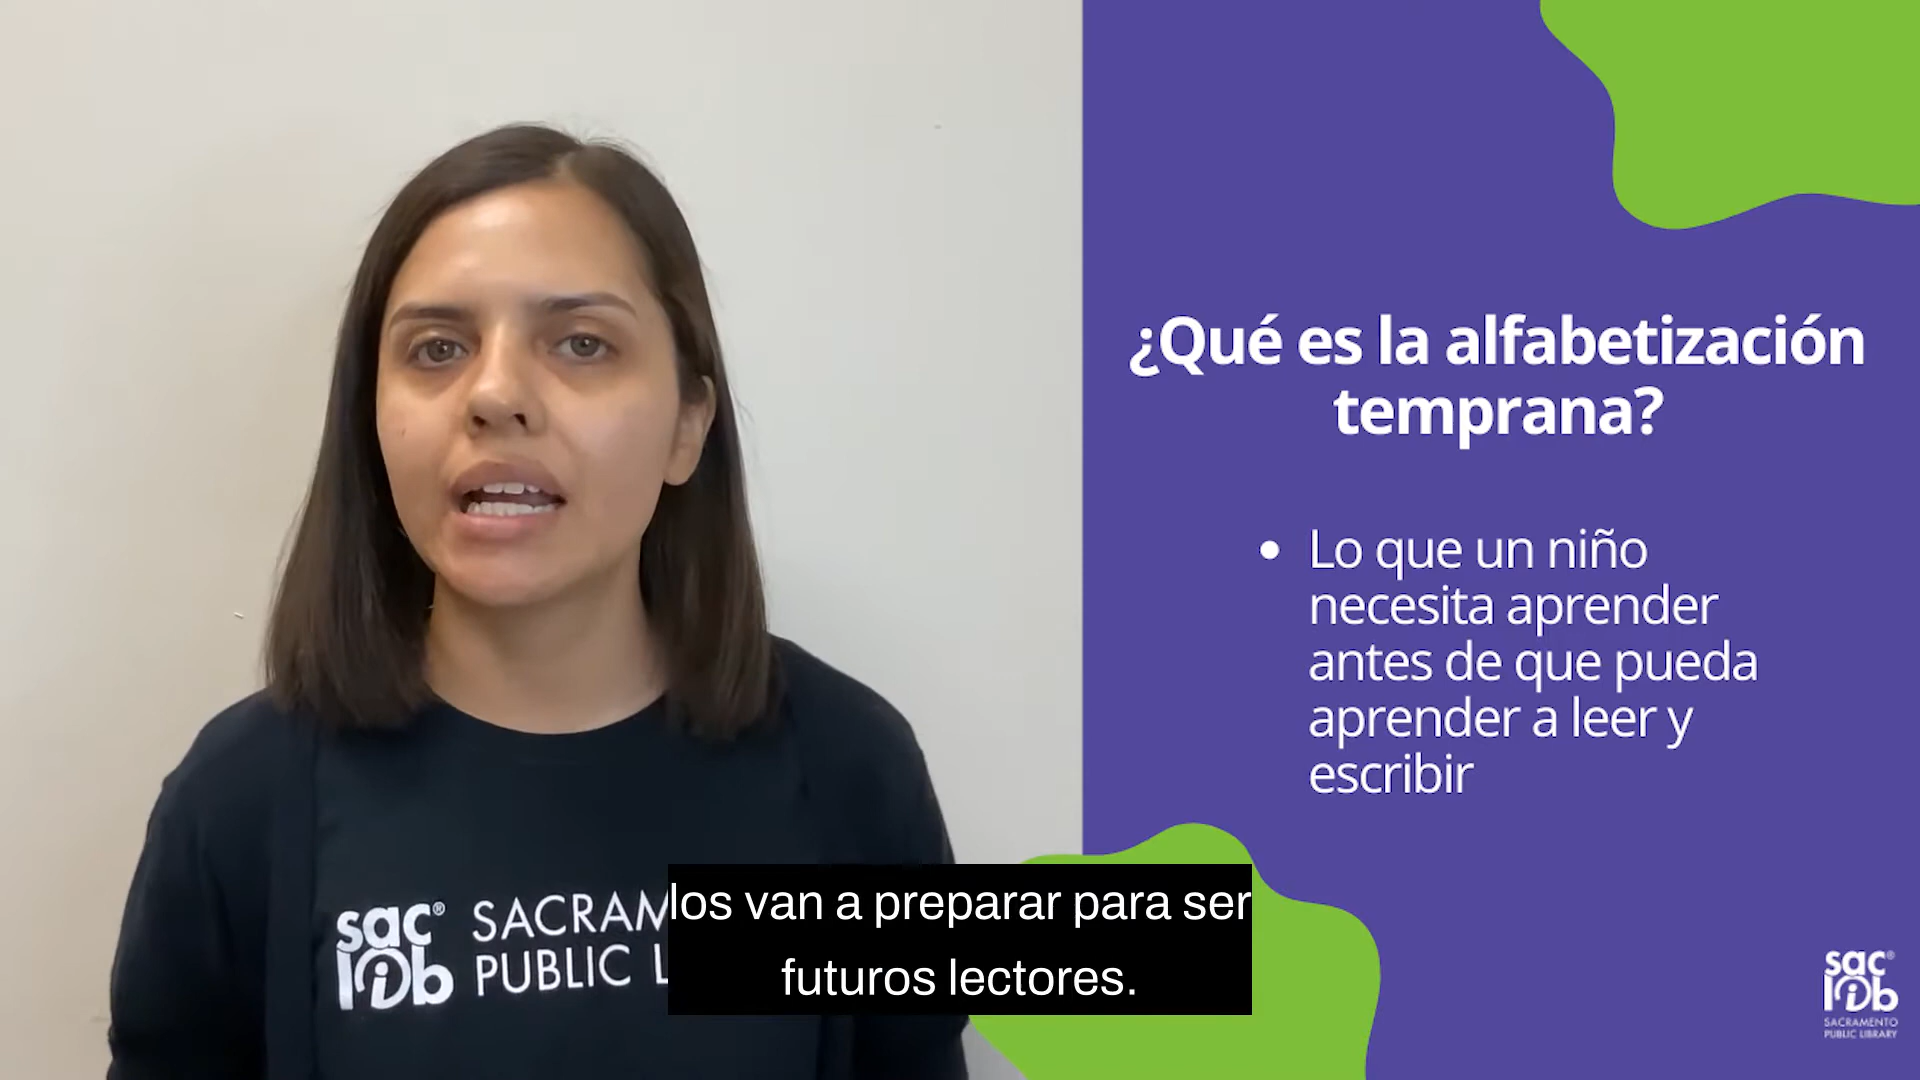 ¿Qué es la alfabetización
temprana?
• Lo que un niño
necesita aprender
antes de que pueda
aprender a leer y
escribir
sac®
lib
SACRAM
PUBLIC L
los van a preparar para ser
futuros lectores.
sac®
lib
SACRAMENTO
PUBLIC LIBRARY